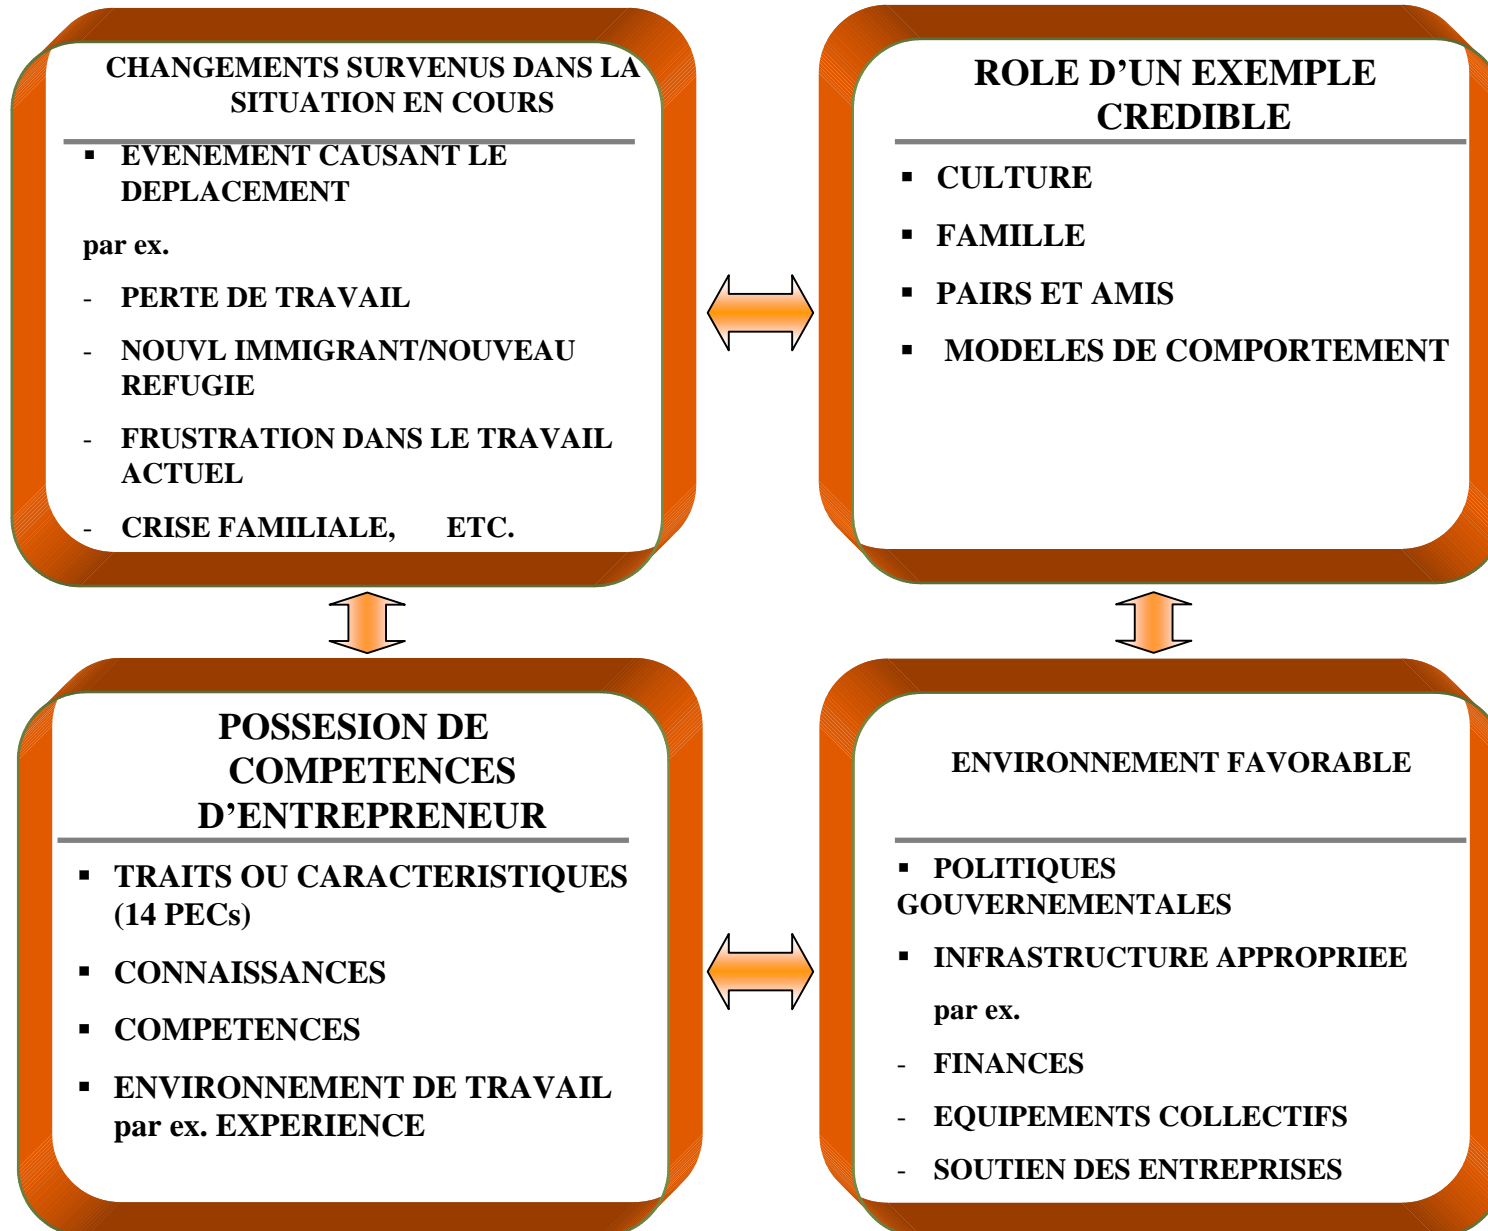 CHANGEMENTS SURVENUS DANS LA
SITUATION EN COURS
▪ EVENEMENT CAUSANT LE
DEPLACEMENT
par ex.
- PERTE DE TRAVAIL
- NOUVL IMMIGRANT/NOUVEAU
REFUGIE
- FRUSTRATION DANS LE TRAVAIL
ACTUEL
- CRISE FAMILIALE, ETC.
ROLE D’UN EXEMPLE
CREDIBLE
▪ CULTURE
▪ FAMILLE
▪ PAIRS ET AMIS
▪ MODELES DE COMPORTEMENT
POSSESION DE
COMPETENCES
D’ENTREPRENEUR
▪ TRAITS OU CARACTERISTIQUES
(14 PECs)
▪ CONNAISSANCES
▪ COMPETENCES
▪ ENVIRONNEMENT DE TRAVAIL
par ex. EXPERIENCE
ENVIRONNEMENT FAVORABLE
▪ POLITIQUES
GOUVERNEMENTALES
▪ INFRASTRUCTURE APPROPRIEE
par ex.
- FINANCES
- EQUIPEMENTS COLLECTIFS
- SOUTIEN DES ENTREPRISES